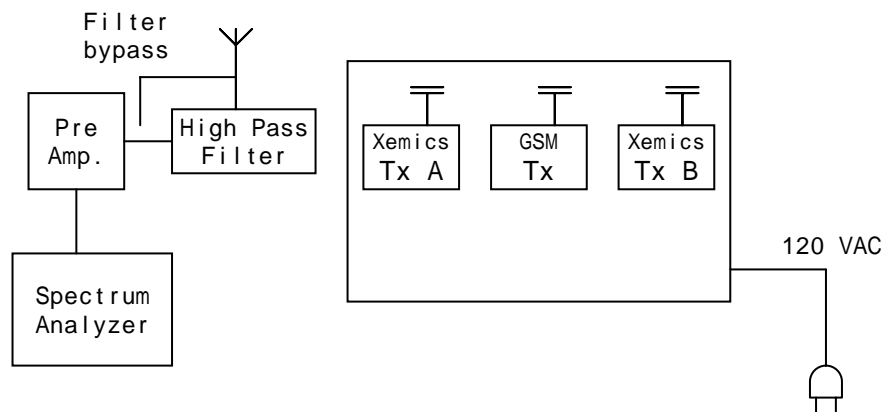 Filter
bypass
Pre
Amp.
High Pass
Filter
Spectrum
Analyzer
Xemics
Tx A
GSM
Tx
Xemics
Tx B
120 VAC